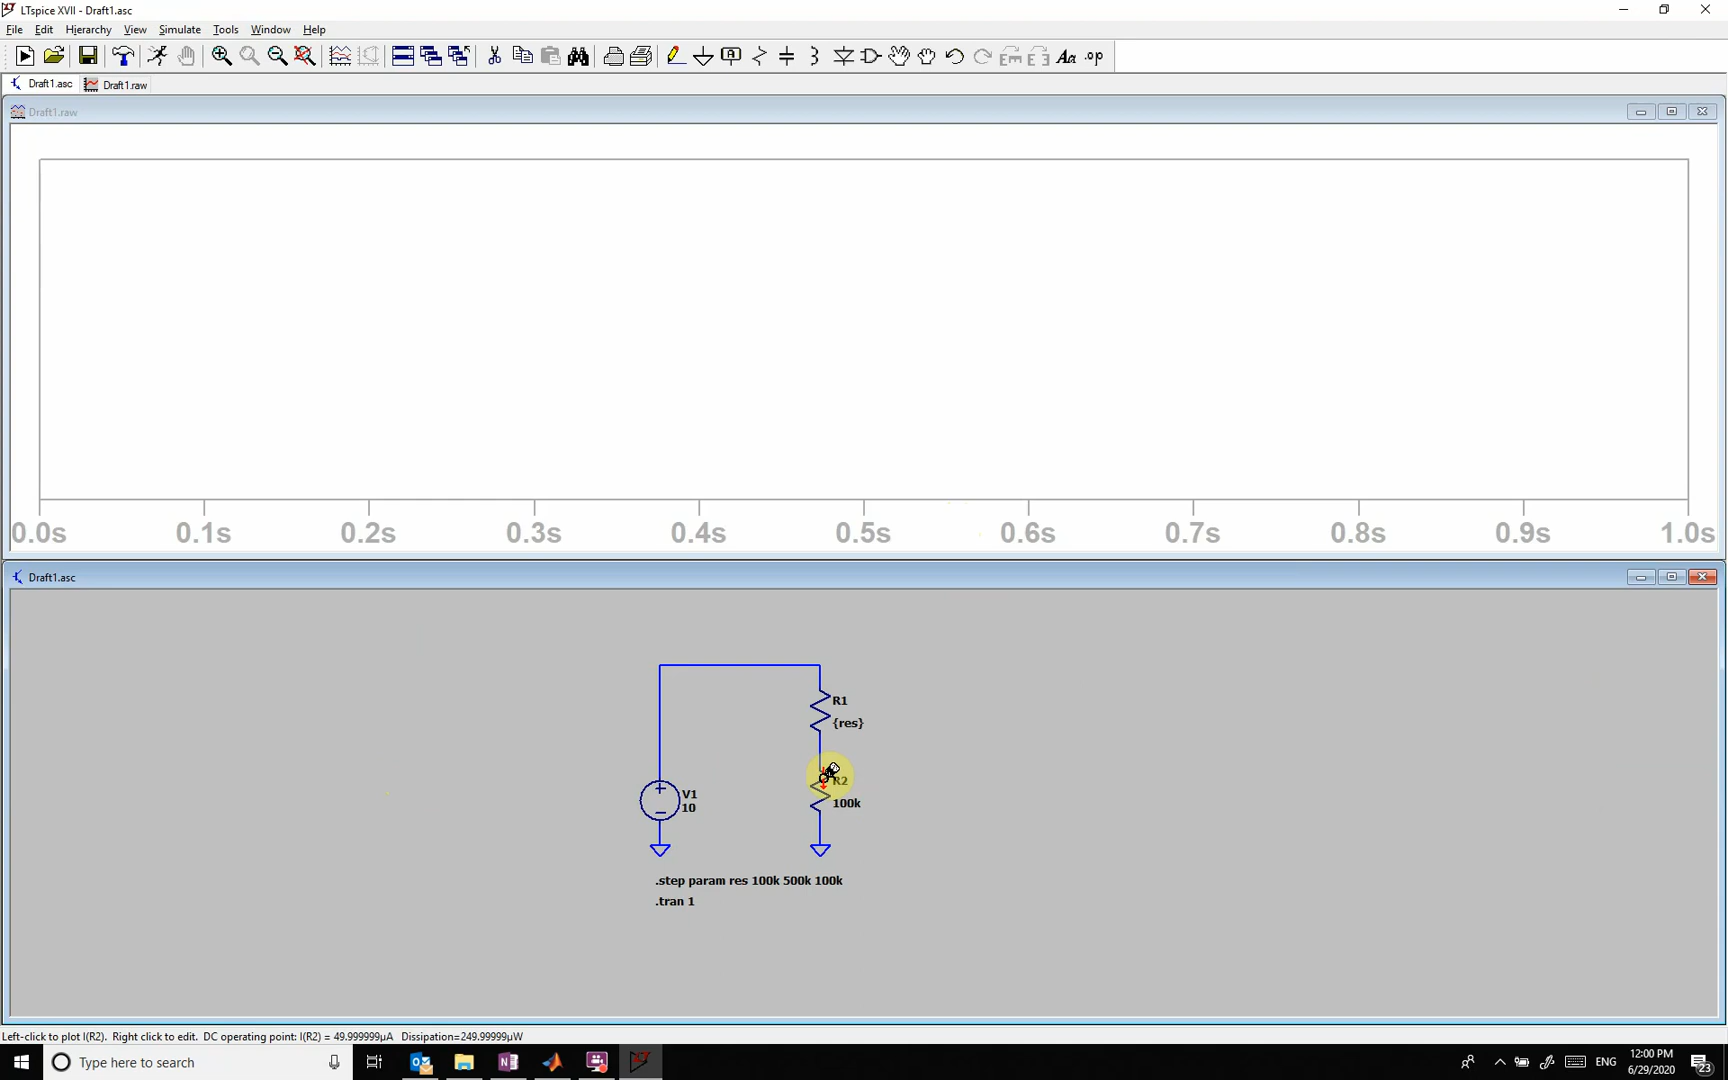 LTspice XVII - Draft1.asc
File Edit Hierarchy View Simulate Tools Window Help
Draft1.asc Draft1.raw
Draft1.raw
0.0s 0.1s 0.2s 0.3s 0.4s 0.5s 0.6s 0.7s 0.8s 0.9s 1.0s
Draft1.asc
R1
{res}
R2
100k
V1
10
.step param res 100k 500k 100k
.tran 1
Left-click to plot I(R2). Right click to edit. DC operating point: I(R2) = 49.999999µA Dissipation=249.99999µW
Type here to search
ENG
12:00 PM
6/29/2020
23